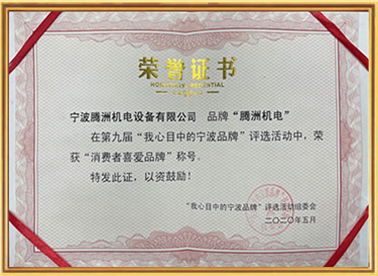 荣誉证书
宁波腾洲机电设备有限公司 品牌“腾洲机电”
在第九届“我心目中的宁波品牌”评选活动中，荣
获“消费者喜爱品牌”称号。
特发此证，以资鼓励！
“我心目中的宁波品牌”评选活动组委会
二〇二〇年五月